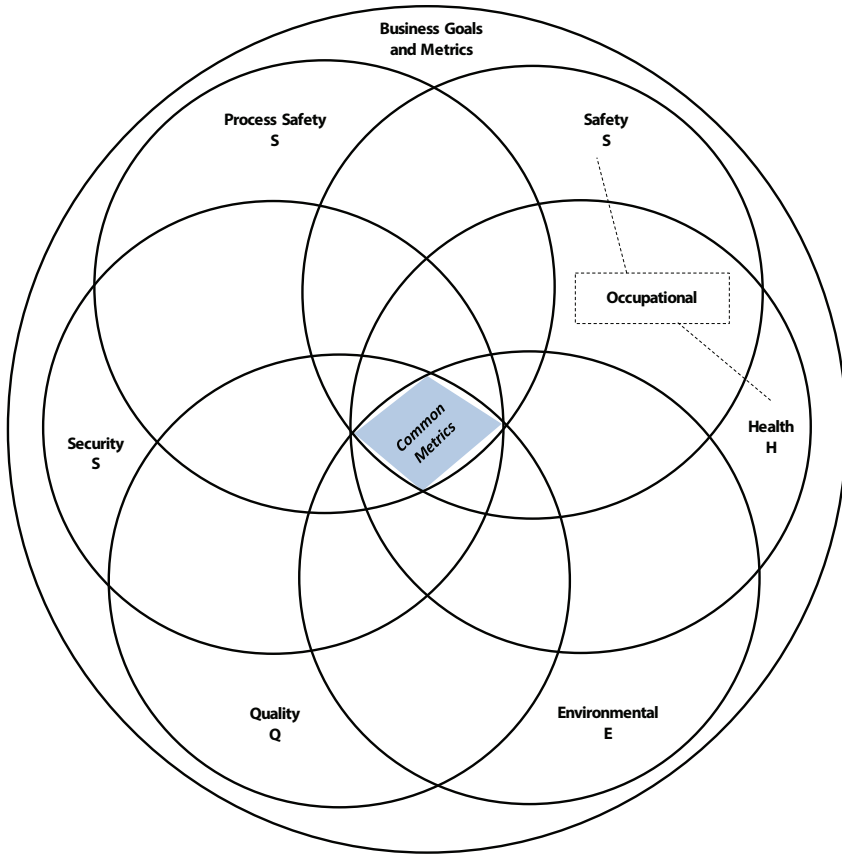 Business Goals
and Metrics
Process Safety
S
Safety
S
Occupational
Common
Metrics
Security
S
Health
H
Quality
Q
Environmental
E